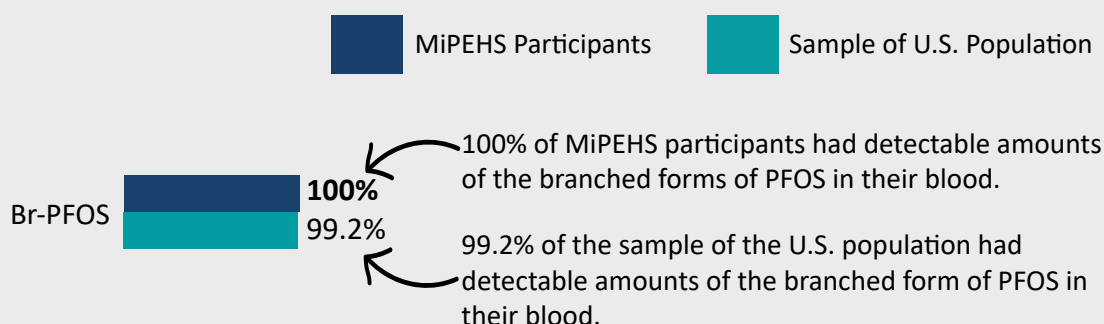 MiPEHS Participants
Sample of U.S. Population
100% of MiPEHS participants had detectable amounts
of the branched forms of PFOS in their blood.
Br-PFOS
100%
99.2%
99.2% of the sample of the U.S. population had
detectable amounts of the branched form of PFOS in
their blood.